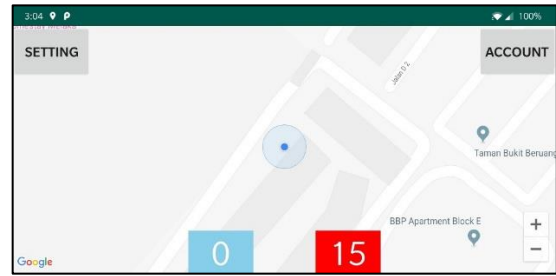 3:04 100%
SETTING
ACCOUNT
Jalan D 2
Taman Bukit Beruang
BBP Apartment Block E
+
0 15
−
Google